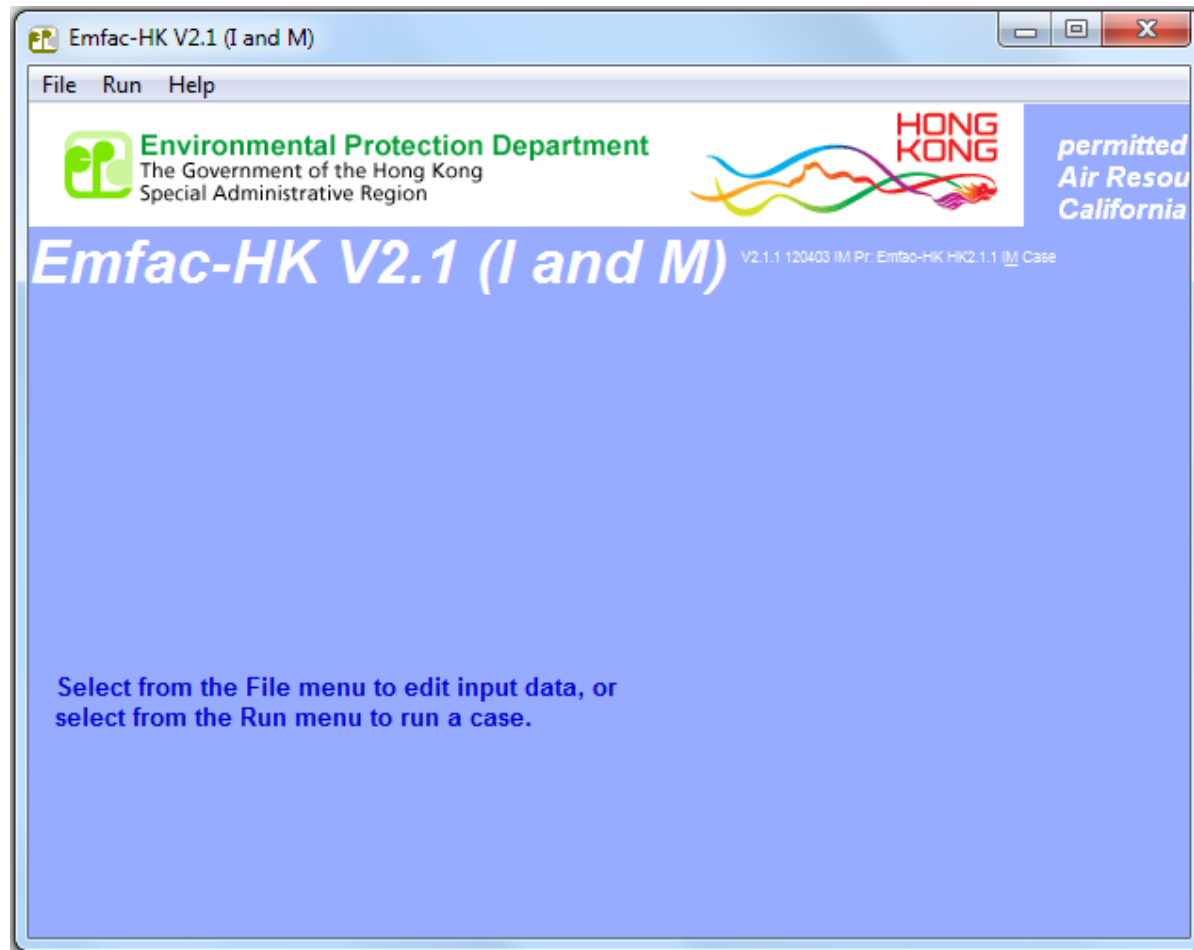 Emfac-HK V2.1 (I and M)
File Run Help
Environmental Protection Department
The Government of the Hong Kong
Special Administrative Region
HONG
KONG
permitted
Air Resou
California
Emfac-HK V2.1 (I and M)
V2.1.1 120403 IM Pr: Emfac-HK HK2.1.1 IM Case
Select from the File menu to edit input data, or
select from the Run menu to run a case.